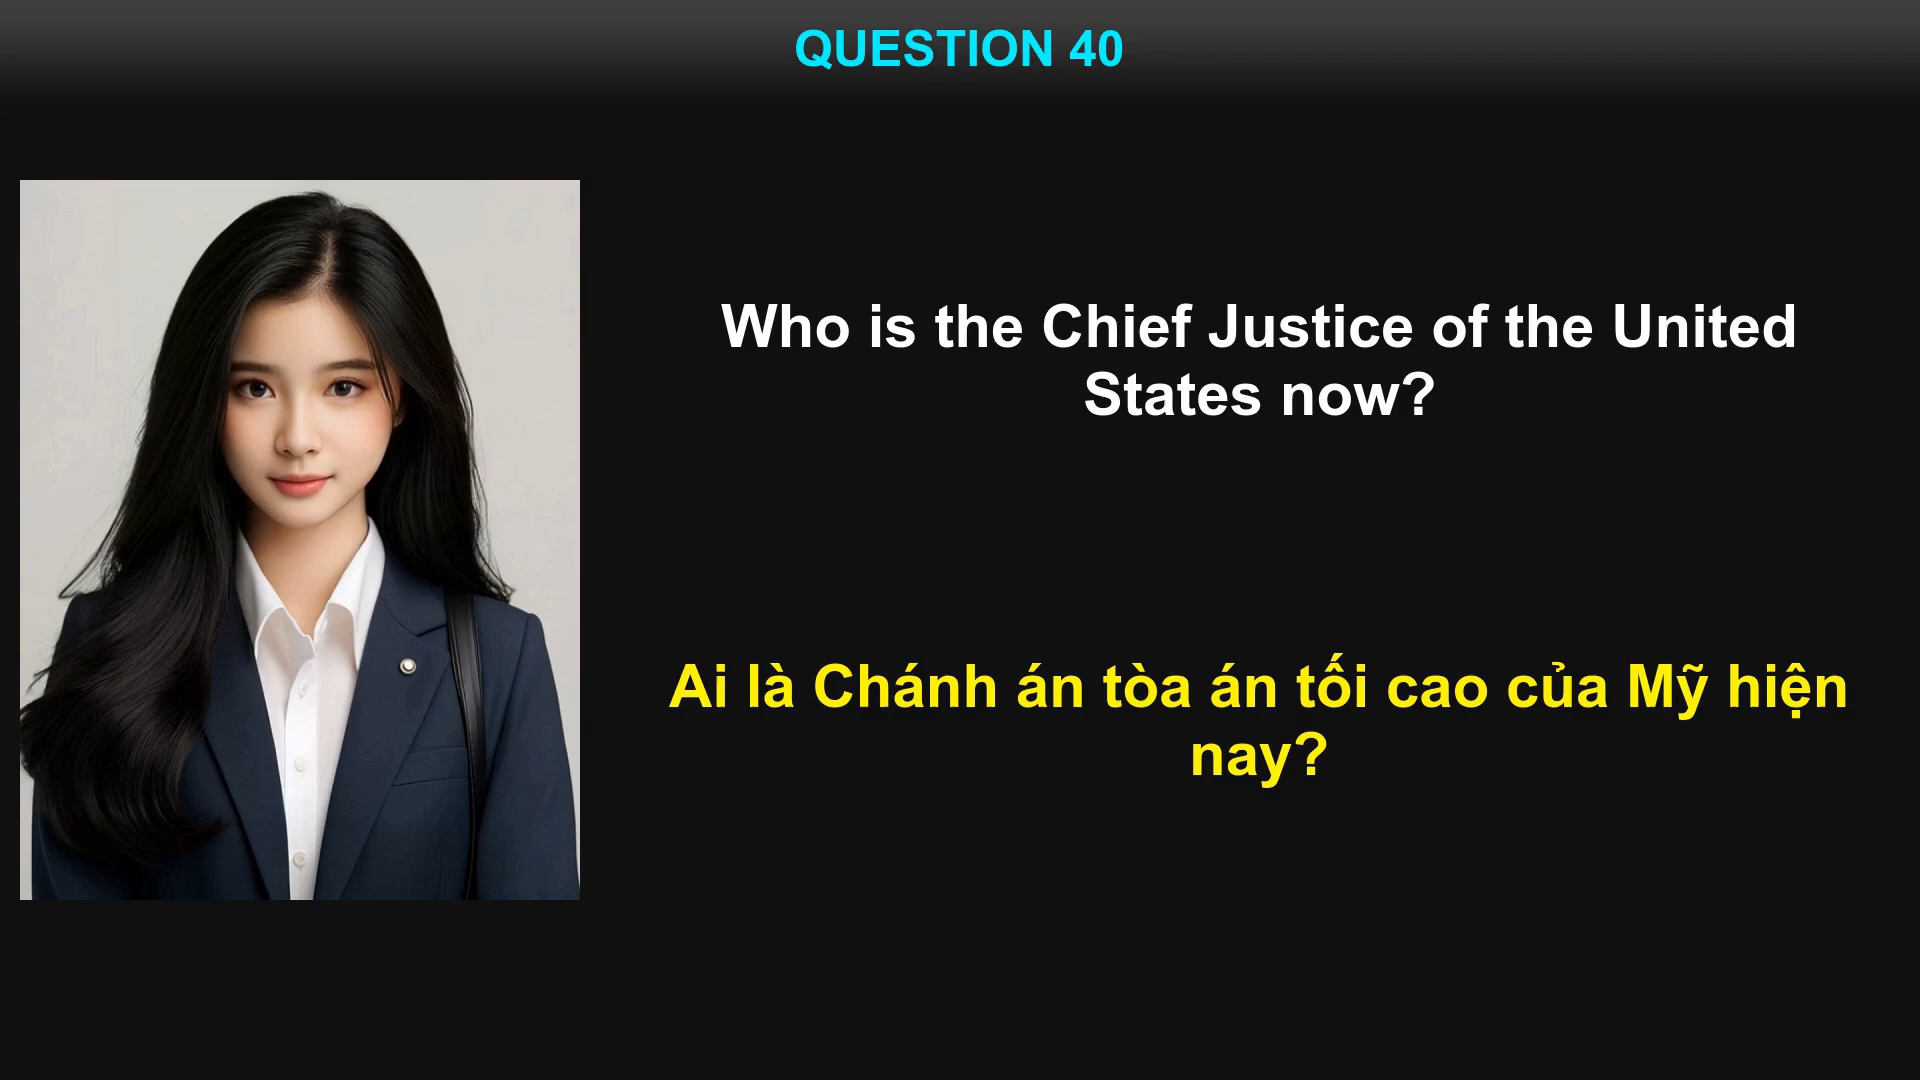 QUESTION 40
Who is the Chief Justice of the United
States now?
Ai là Chánh án tòa án tối cao của Mỹ hiện
nay?